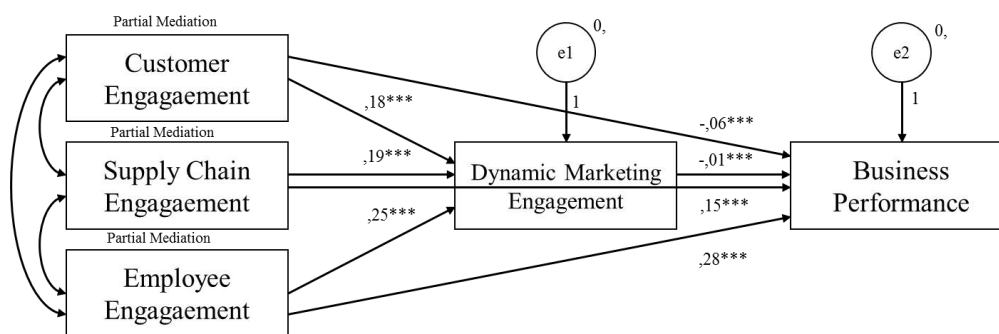 Partial Mediation
Customer
Engagaement
Partial Mediation
Supply Chain
Engagaement
Partial Mediation
Employee
Engagaement
,18***
,19***
,25***
0,
e1
1
Dynamic Marketing
Engagement
-,06***
-,01***
,15***
,28***
0,
e2
1
Business
Performance